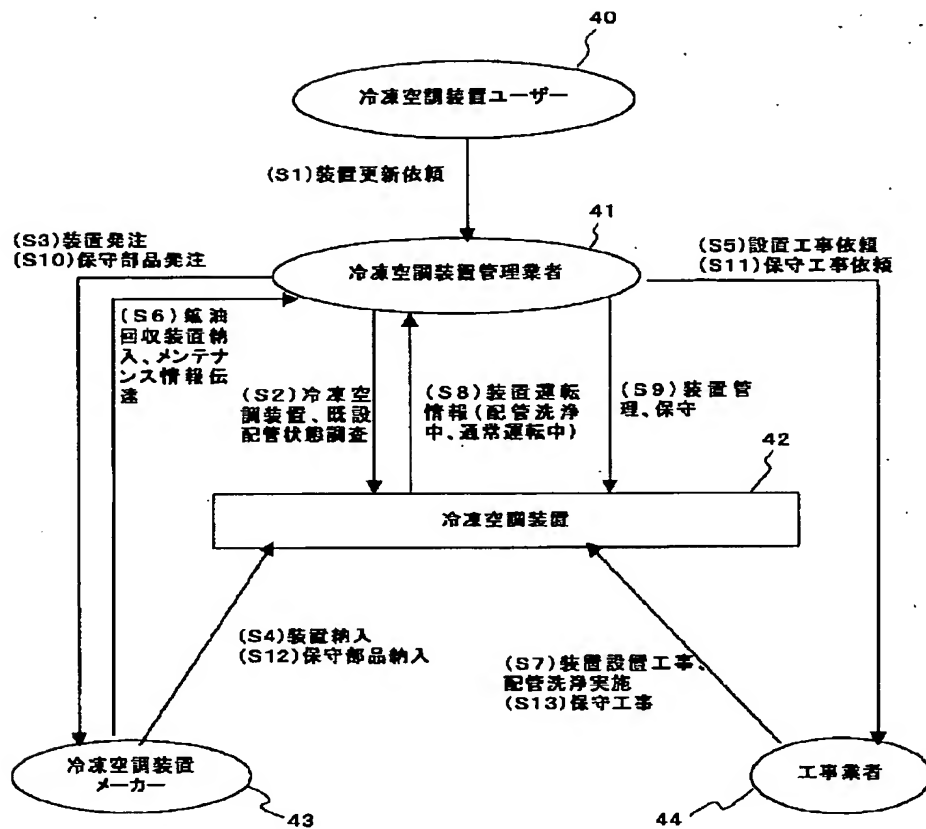 40
冷凍空調装置ユーザー
(S1)装置更新依頼
41
(S3)装置発注
(S10)保守部品発注
冷凍空調装置管理業者
(S5)設置工事依頼
(S11)保守工事依頼
(S6)鉱油
回収装置納
入、メンテナ
ンス情報伝
達
(S2)冷凍空
調装置、既設
配管状態調査
(S8)装置運転
情報(配管洗浄
中、通常運転中)
(S9)装置管
理、保守
42
冷凍空調装置
(S4)装置納入
(S12)保守部品納入
(S7)装置設置工事、
配管洗浄実施
(S13)保守工事
冷凍空調装置
メーカー
43
工事業者
44